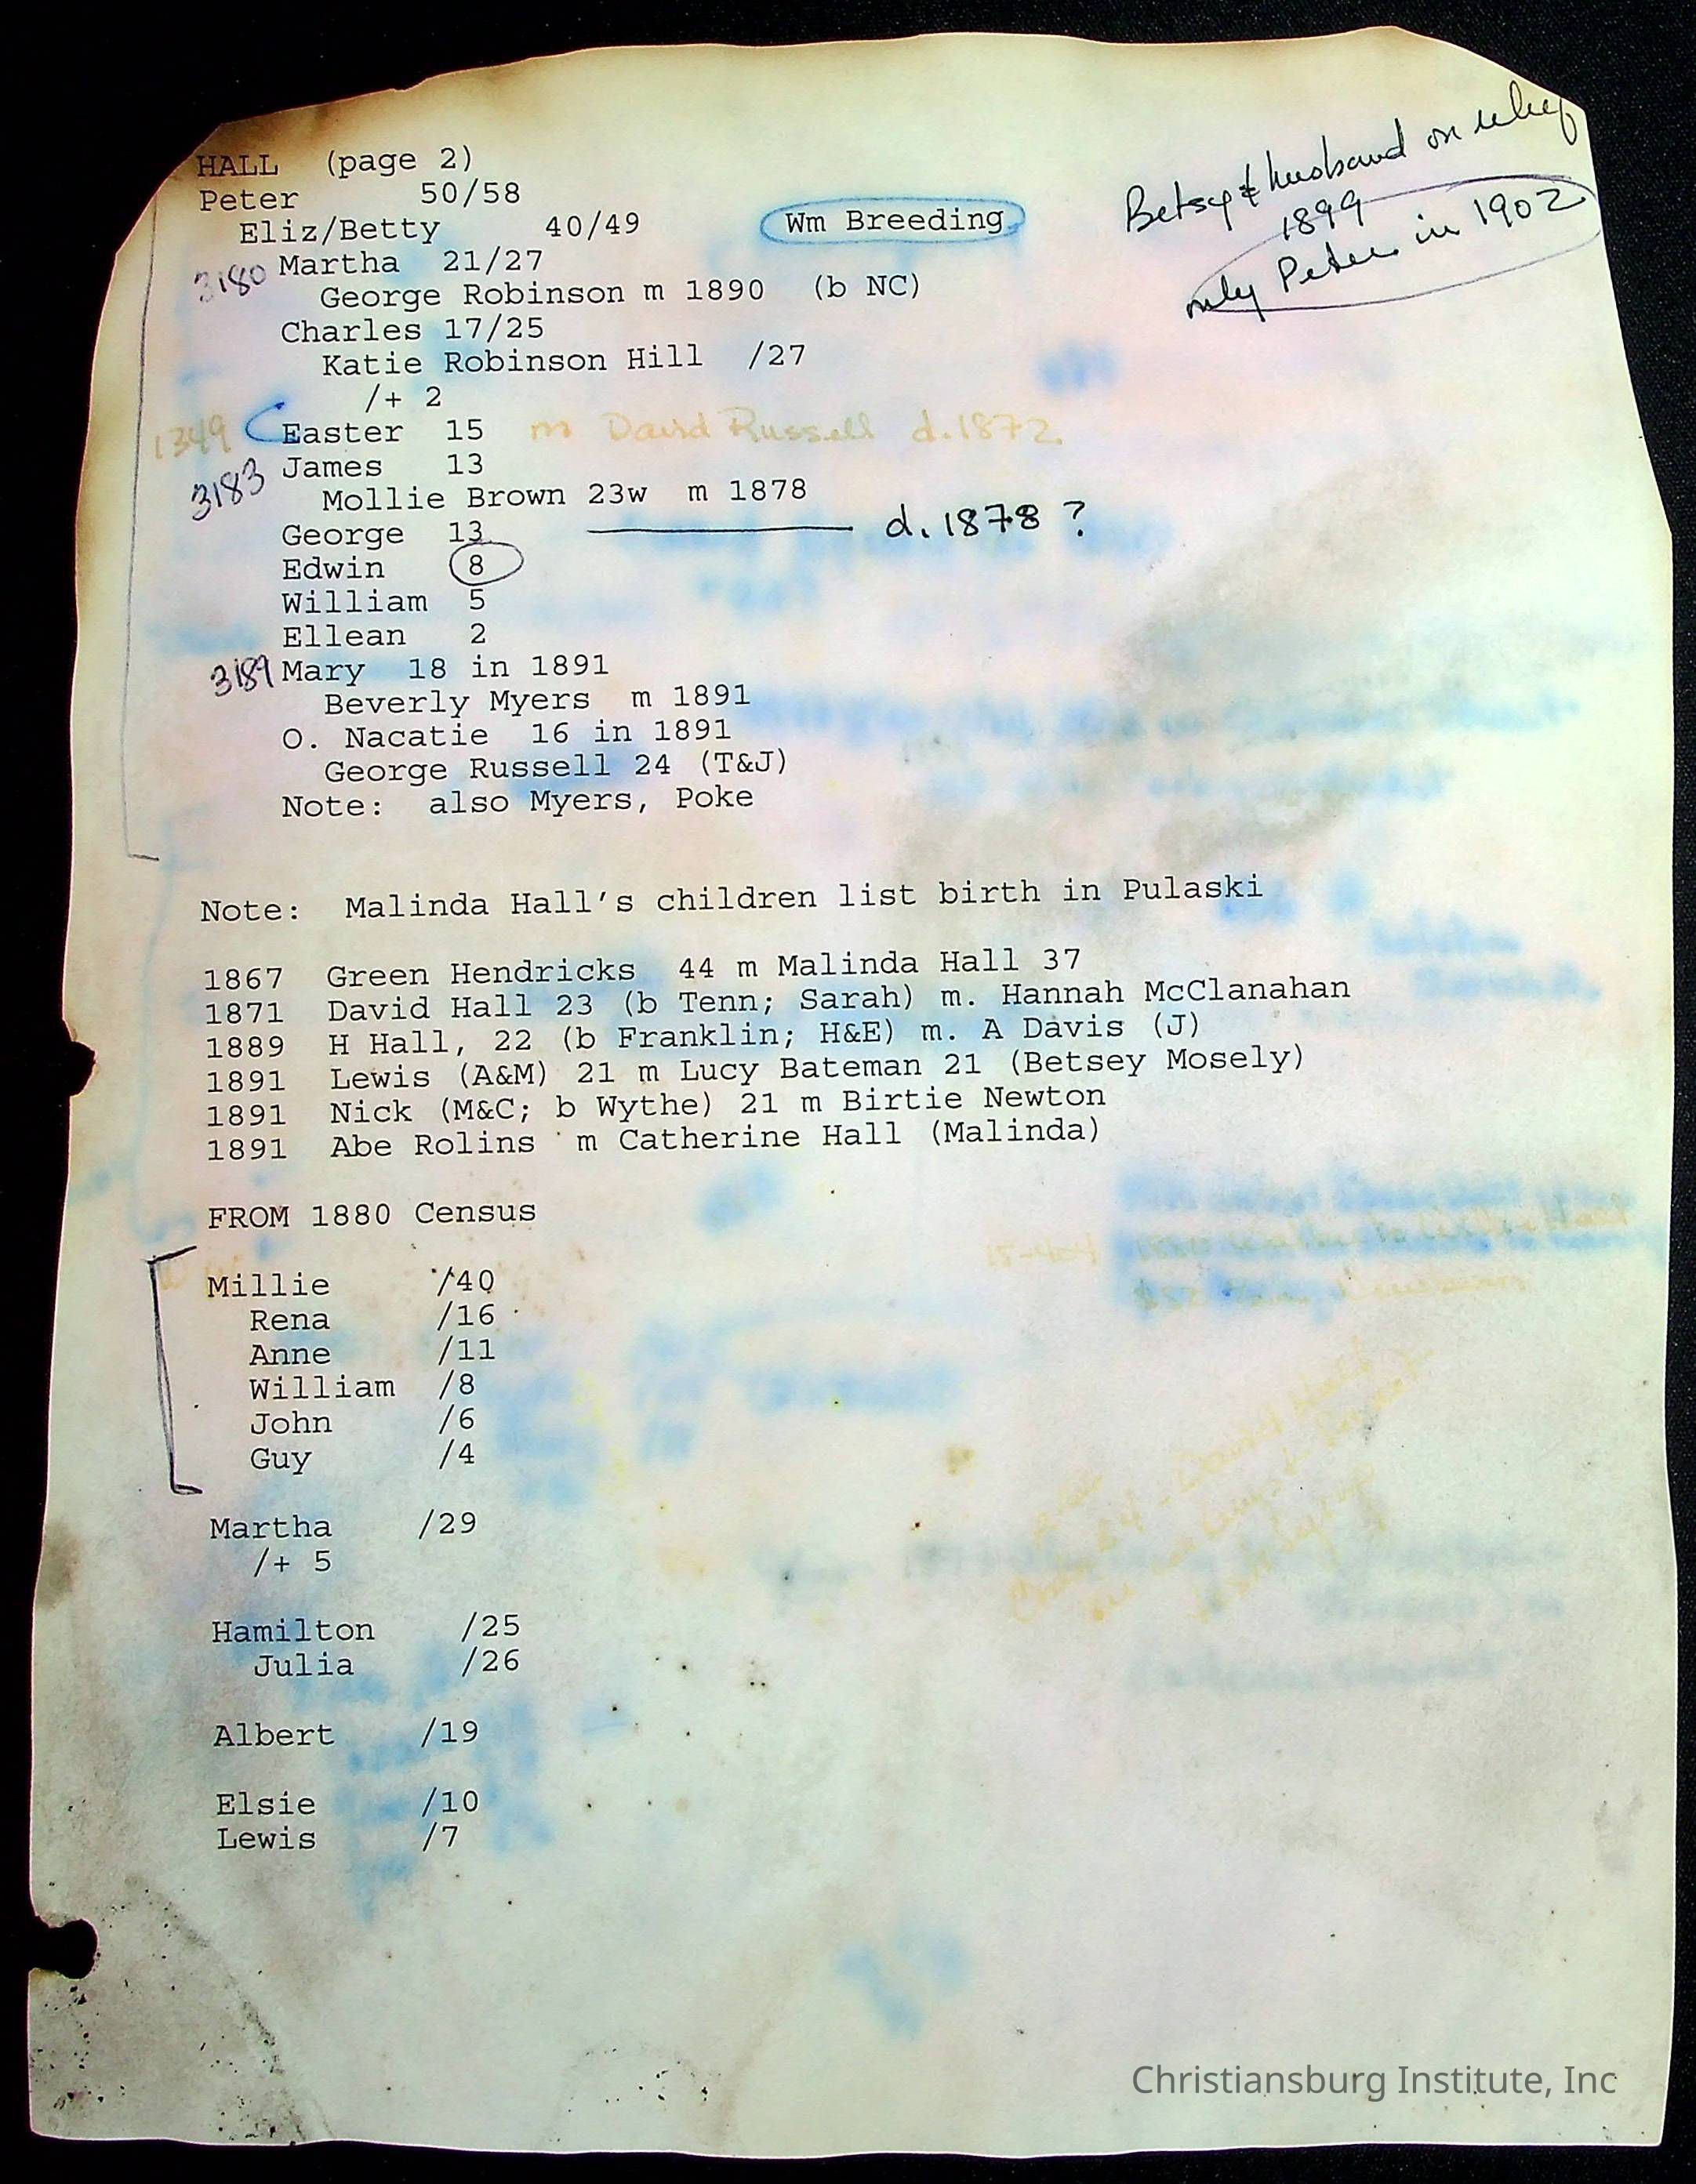 HALL (page 2)
Peter 50/58
Eliz/Betty 40/49 Wm Breeding
Betsy & husband on relief
1899
only Peter in 1902
3180 Martha 21/27
George Robinson m 1890 (b NC)
Charles 17/25
Katie Robinson Hill /27
/+ 2
1349 Easter 15 m David Russell d.1872
3183 James 13
Mollie Brown 23w m 1878
George 13 d. 1878 ?
Edwin 8
William 5
Ellean 2
3189 Mary 18 in 1891
Beverly Myers m 1891
O. Nacatie 16 in 1891
George Russell 24 (T&J)
Note: also Myers, Poke
Note: Malinda Hall's children list birth in Pulaski
1867 Green Hendricks 44 m Malinda Hall 37
1871 David Hall 23 (b Tenn; Sarah) m. Hannah McClanahan
1889 H Hall, 22 (b Franklin; H&E) m. A Davis (J)
1891 Lewis (A&M) 21 m Lucy Bateman 21 (Betsey Mosely)
1891 Nick (M&C; b Wythe) 21 m Birtie Newton
1891 Abe Rolins m Catherine Hall (Malinda)
FROM 1880 Census
Millie /40
Rena /16
Anne /11
William /8
John /6
Guy /4
Martha /29
/+ 5
Hamilton /25
Julia /26
Albert /19
Elsie /10
Lewis /7
Christiansburg Institute, Inc